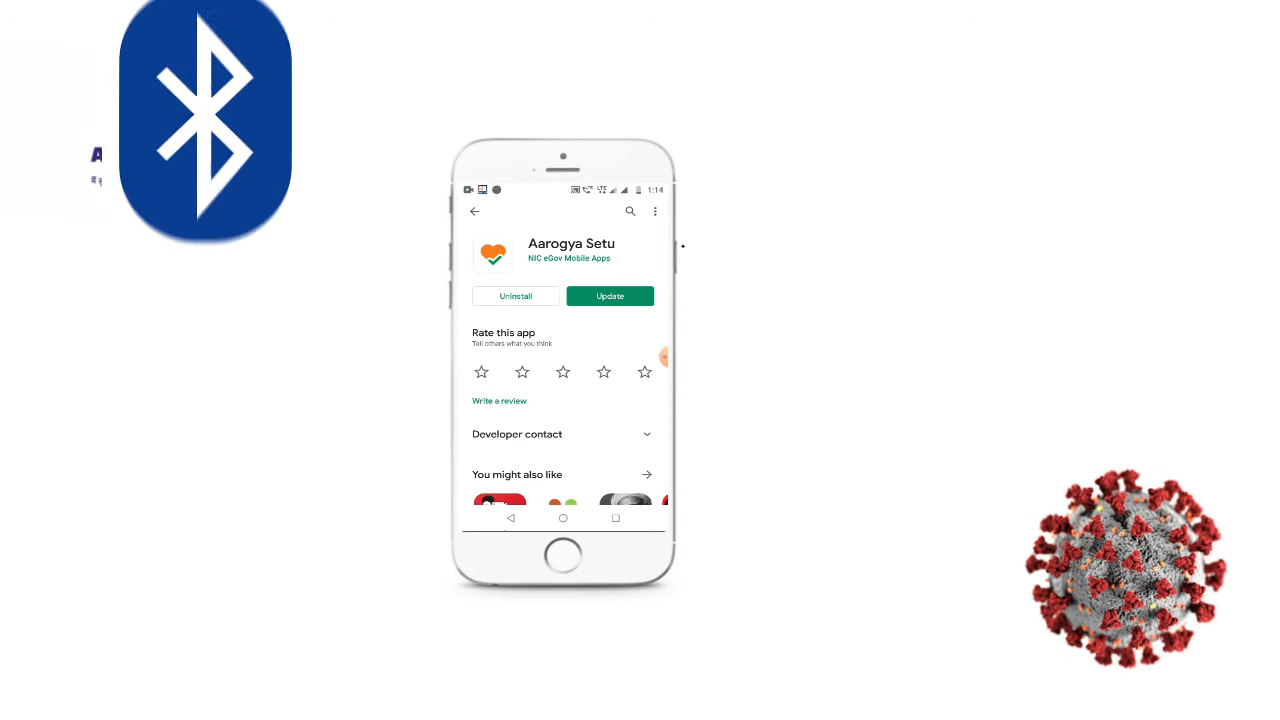 1:14
Aarogya Setu
NIC eGov Mobile Apps
Uninstall
Update
Rate this app
Tell others what you think
Write a review
Developer contact
You might also like